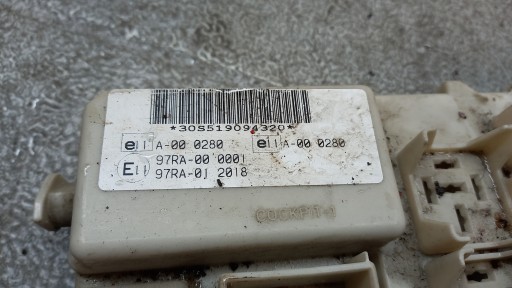 *30S519094320*
e11 A-00 0280 e11 A-00 0280
E11 97RA-00 0001
97RA-01 2018
COCKPIT-1